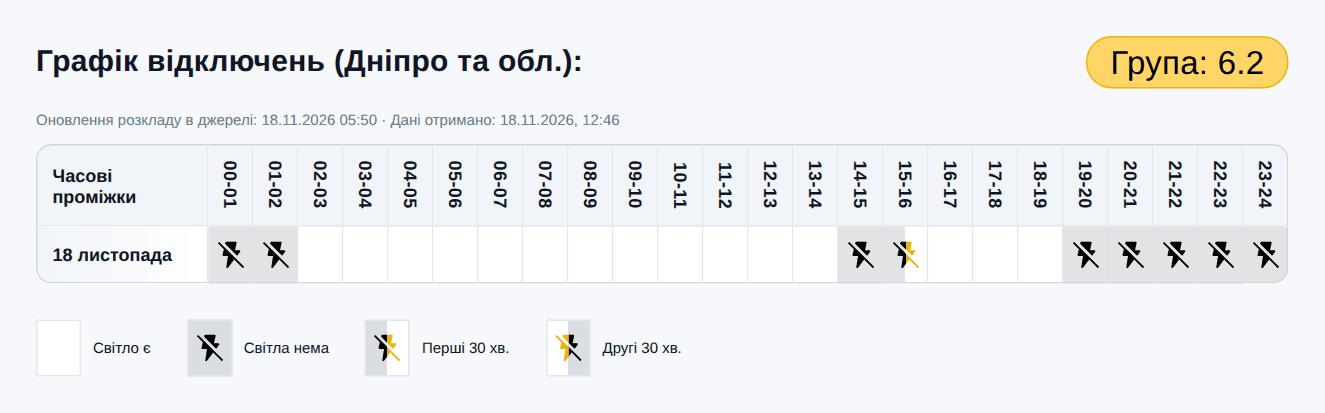 Графік відключень (Дніпро та обл.):
Група: 6.2
Оновлення розкладу в джерелі: 18.11.2026 05:50 · Дані отримано: 18.11.2026, 12:46
Часові
проміжки
00-01 01-02 02-03 03-04 04-05 05-06 06-07 07-08 08-09 09-10 10-11 11-12 12-13 13-14 14-15 15-16 16-17 17-18 18-19 19-20 20-21 21-22 22-23 23-24
18 листопада
Світло є Світла нема Перші 30 хв. Другі 30 хв.